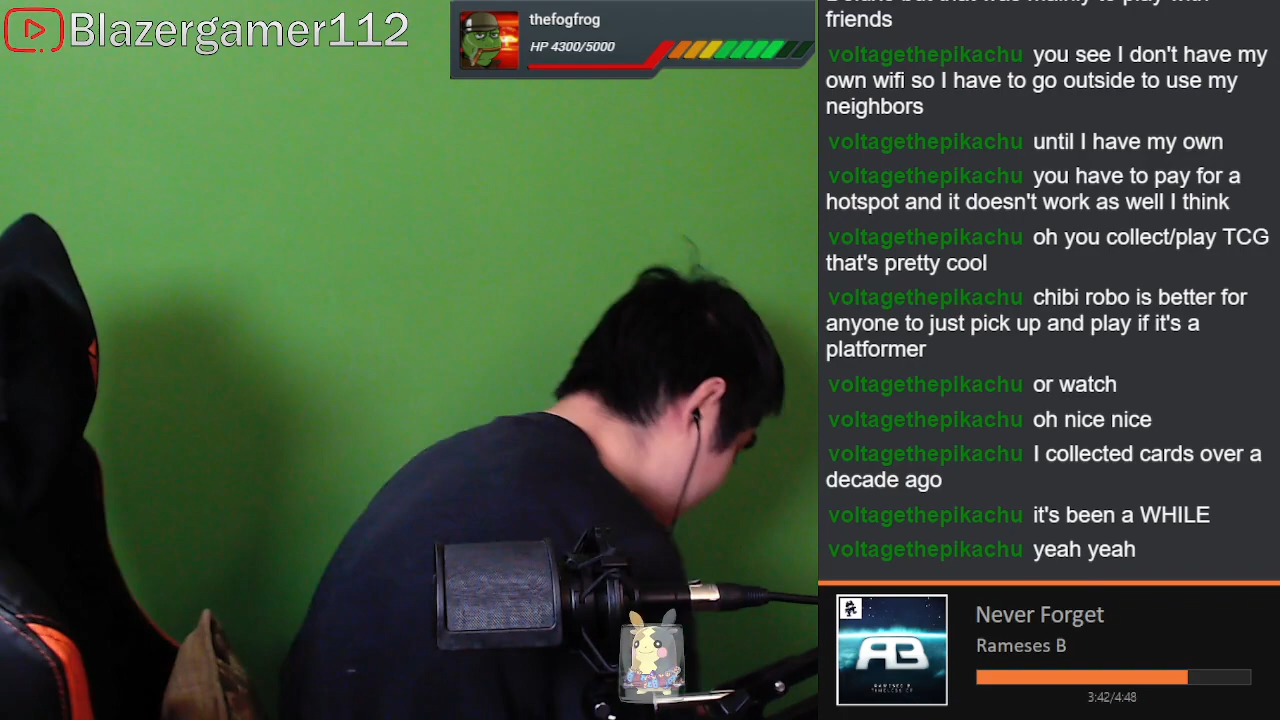 Blazergamer112
thefogfrog
HP 4300/5000
friends
voltagethepikachu you see I don't have my
own wifi so I have to go outside to use my
neighbors
voltagethepikachu until I have my own
voltagethepikachu you have to pay for a
hotspot and it doesn't work as well I think
voltagethepikachu oh you collect/play TCG
that's pretty cool
voltagethepikachu chibi robo is better for
anyone to just pick up and play if it's a
platformer
voltagethepikachu or watch
voltagethepikachu oh nice nice
voltagethepikachu I collected cards over a
decade ago
voltagethepikachu it's been a WHILE
voltagethepikachu yeah yeah
Never Forget
Rameses B
3:42/4:48
RAMESES B